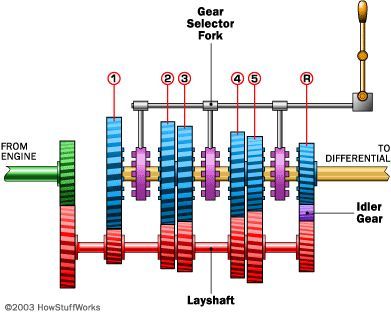 Gear
Selector
Fork
1
2
3
4
5
R
FROM
ENGINE
TO
DIFFERENTIAL
Idler
Gear
Layshaft
©2003 HowStuffWorks